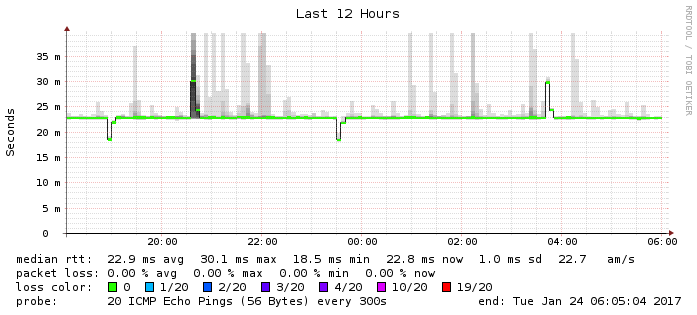 Last 12 Hours
RRDTOOL / TOBI OETIKER
Seconds
35 m
30 m
25 m
20 m
15 m
10 m
5 m
0
20:00 22:00 00:00 02:00 04:00 06:00
median rtt: 22.9 ms avg 30.1 ms max 18.5 ms min 22.8 ms now 1.0 ms sd 22.7 am/s
packet loss: 0.00 % avg 0.00 % max 0.00 % min 0.00 % now
loss color: 0 1/20 2/20 3/20 4/20 10/20 19/20
probe: 20 ICMP Echo Pings (56 Bytes) every 300s end: Tue Jan 24 06:05:04 2017